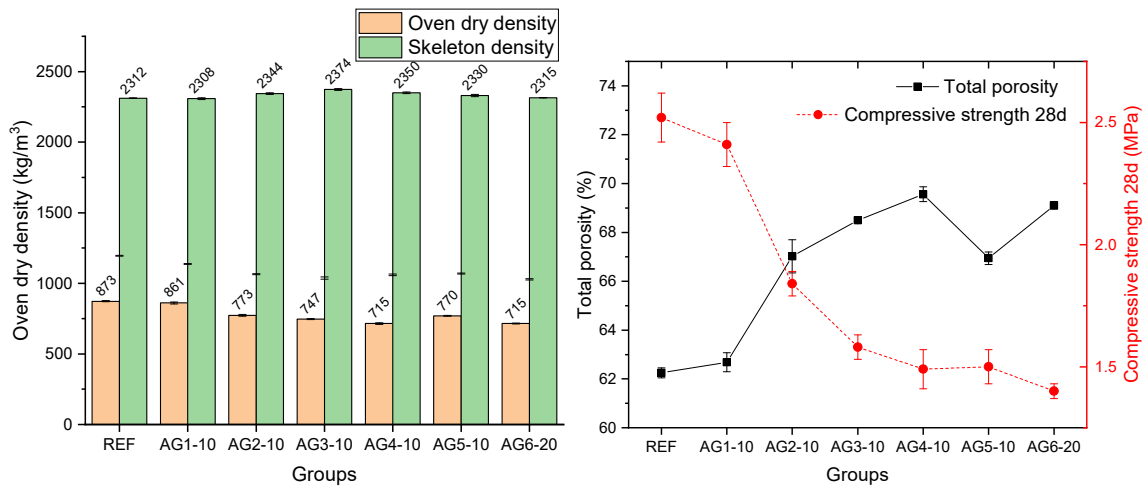 Oven dry density
Skeleton density
Oven dry density (kg/m³)
2500
2000
1500
1000
500
0
2312
2308
2344
2374
2350
2330
2315
873
861
773
747
715
770
715
REF AG1-10 AG2-10 AG3-10 AG4-10 AG5-10 AG6-20
Groups
Total porosity
Compressive strength 28d
Total porosity (%)
74
72
70
68
66
64
62
60
2.5
2.0
1.5
Compressive strength 28d (MPa)
REF AG1-10 AG2-10 AG3-10 AG4-10 AG5-10 AG6-20
Groups